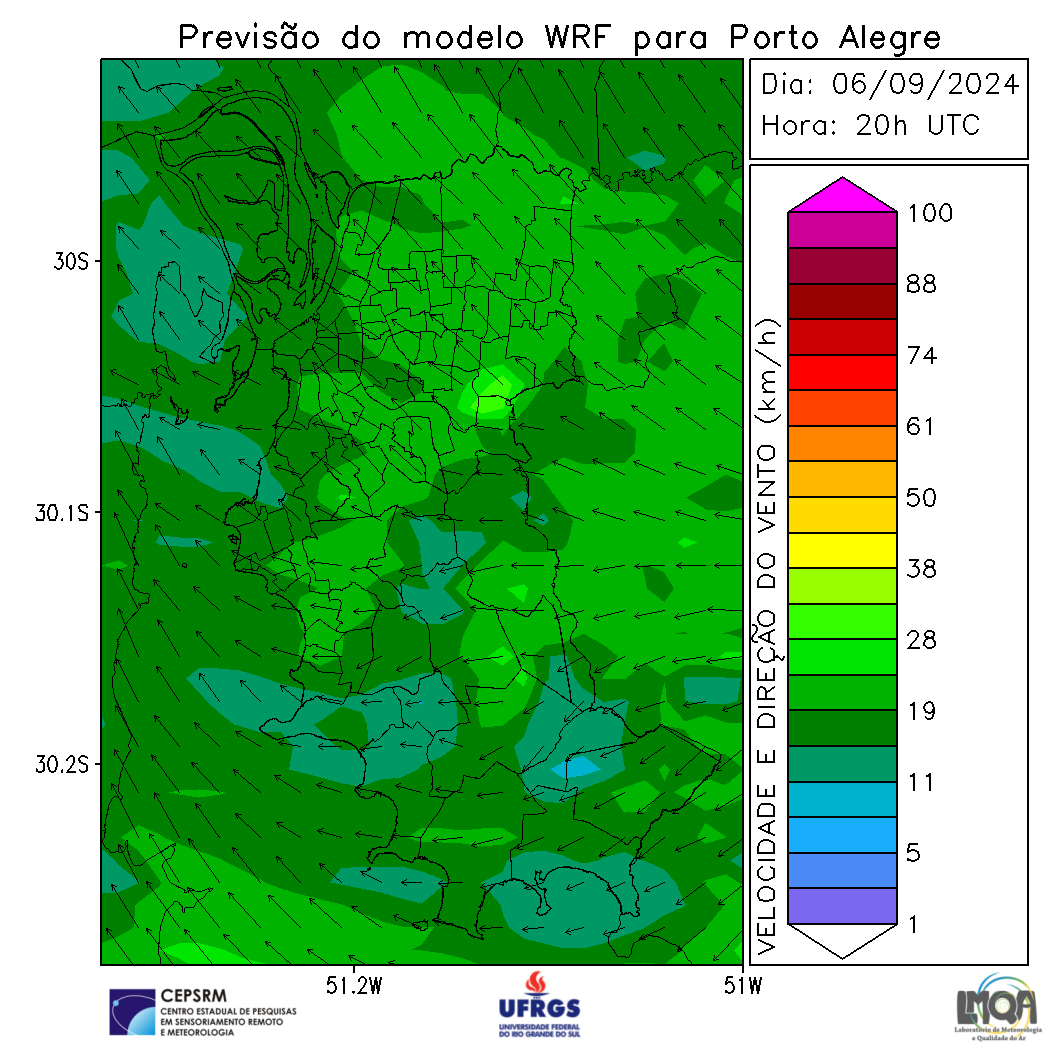 Previsão do modelo WRF para Porto Alegre
Dia: 06/09/2024
Hora: 20h UTC
30S
30.1S
30.2S
51.2W
51W
VELOCIDADE E DIREÇÃO DO VENTO (km/h)
100
88
74
61
50
38
28
19
11
5
1
CEPSRM
CENTRO ESTADUAL DE PESQUISAS
EM SENSORIAMENTO REMOTO
E METEOROLOGIA
UFRGS
UNIVERSIDADE FEDERAL
DO RIO GRANDE DO SUL
LMQA
Laboratório de Meteorologia
e Qualidade do Ar